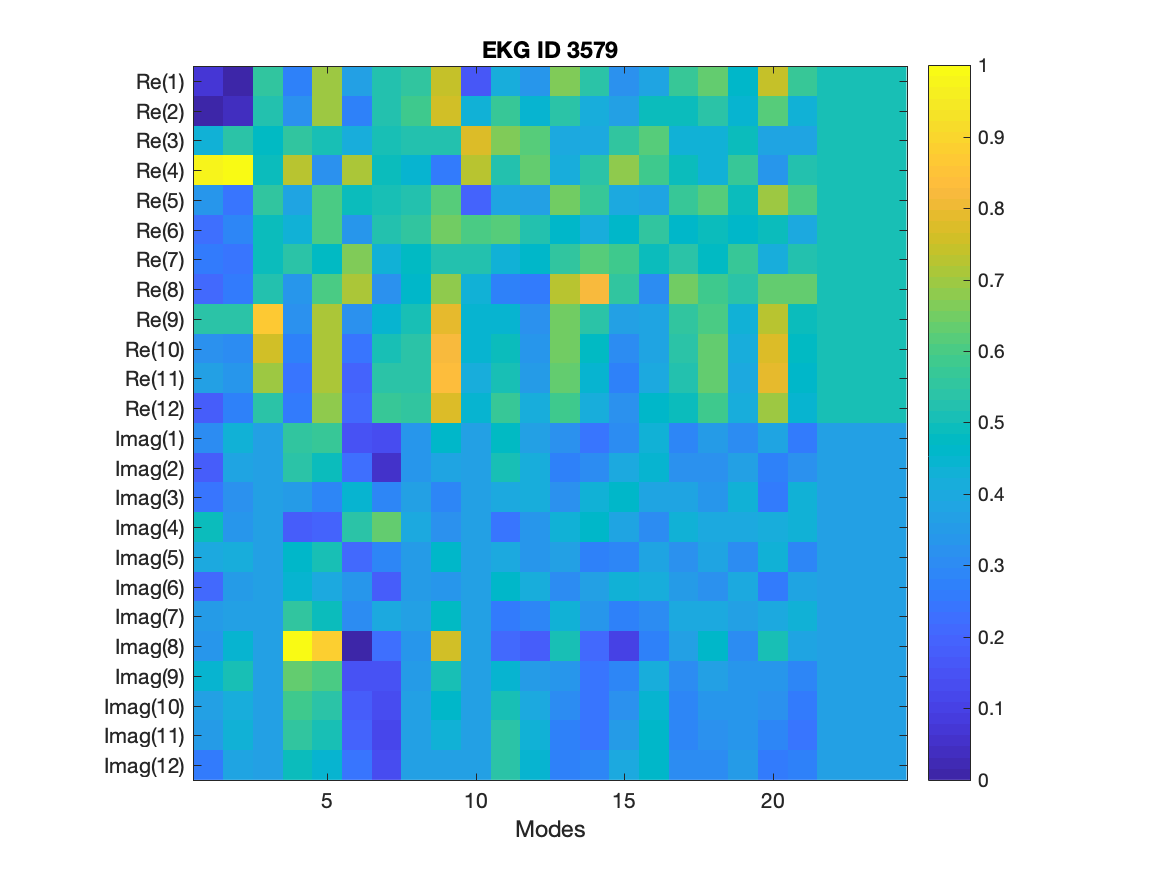 EKG ID 3579
Re(1)
Re(2)
Re(3)
Re(4)
Re(5)
Re(6)
Re(7)
Re(8)
Re(9)
Re(10)
Re(11)
Re(12)
Imag(1)
Imag(2)
Imag(3)
Imag(4)
Imag(5)
Imag(6)
Imag(7)
Imag(8)
Imag(9)
Imag(10)
Imag(11)
Imag(12)
5 10 15 20
Modes
1
0.9
0.8
0.7
0.6
0.5
0.4
0.3
0.2
0.1
0